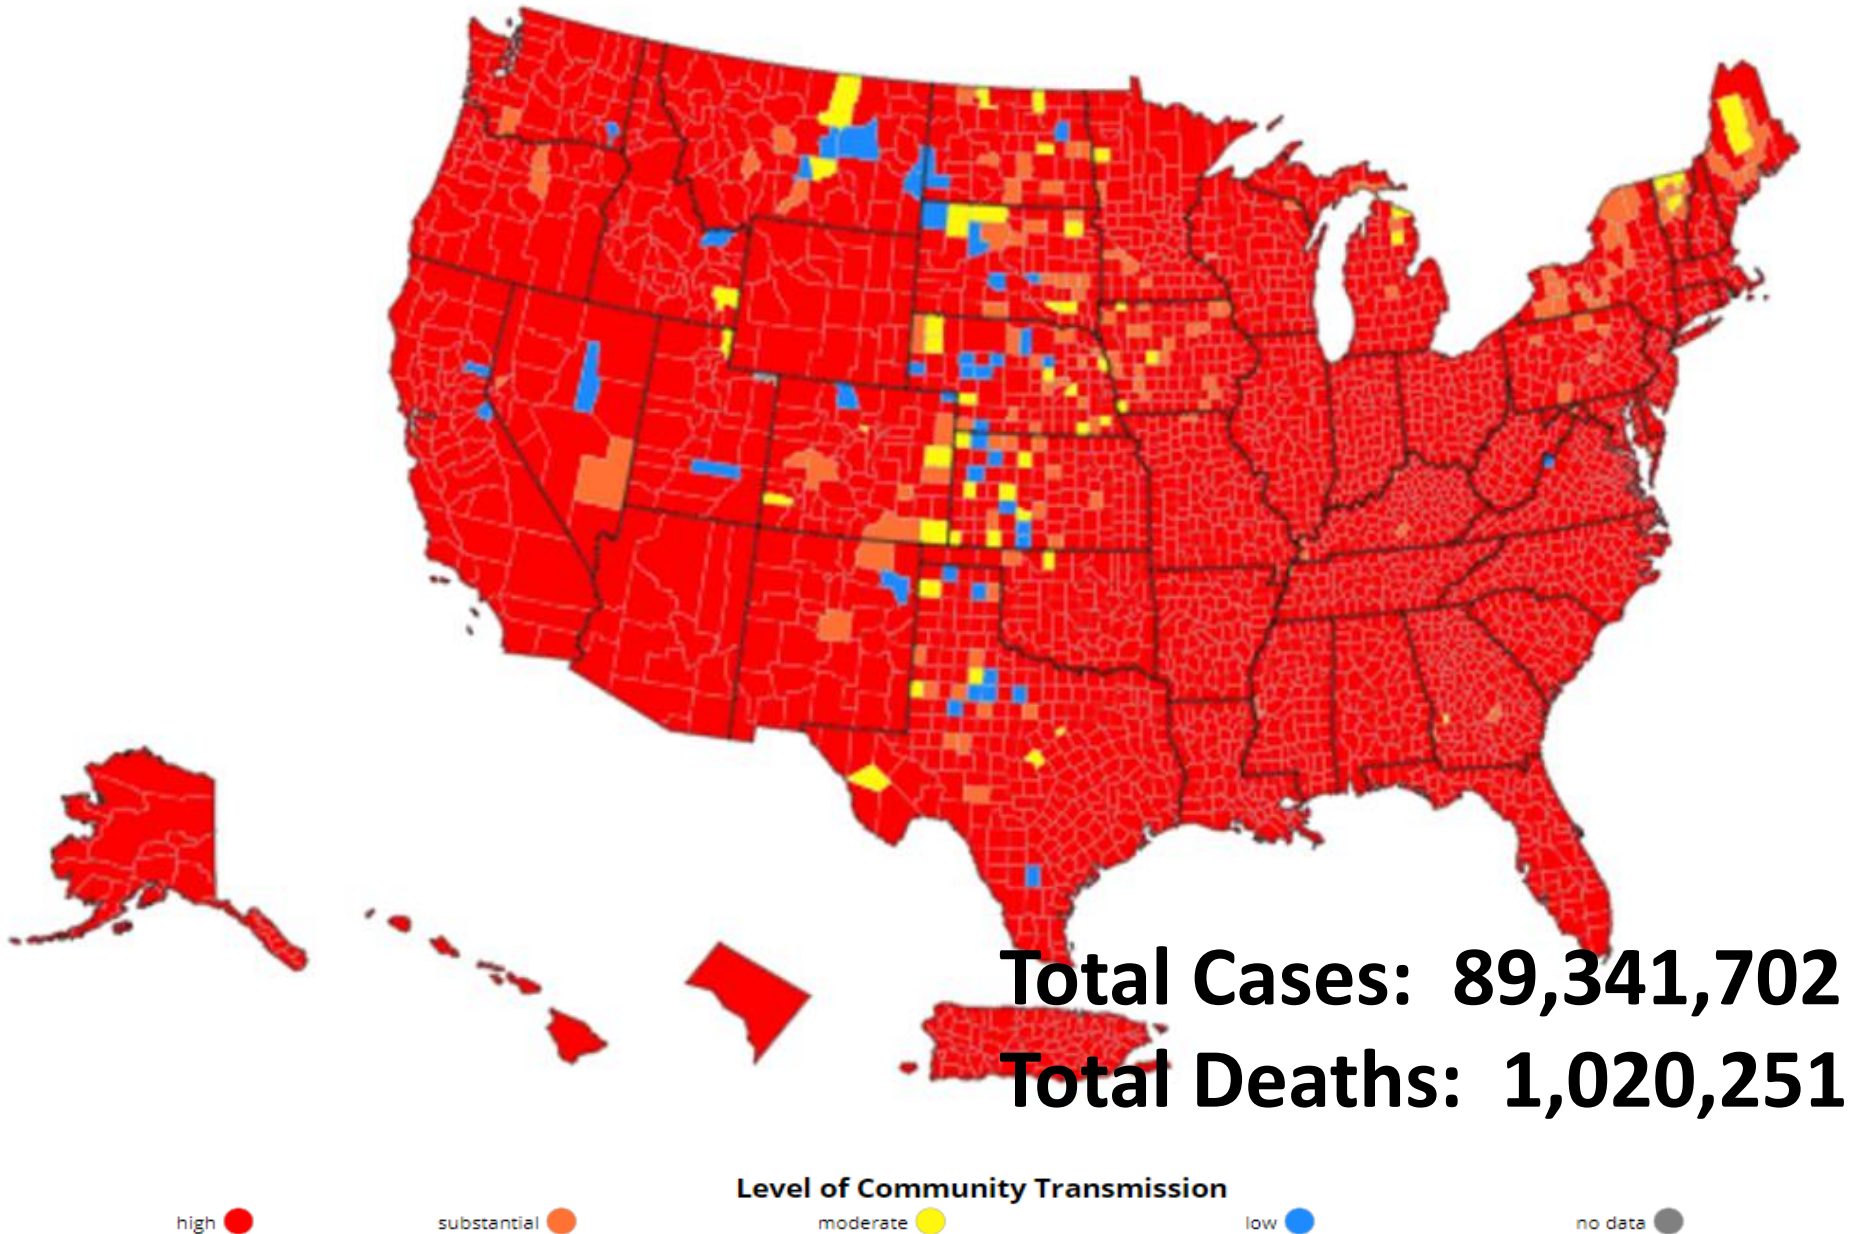 Total Cases: 89,341,702
Total Deaths: 1,020,251
Level of Community Transmission
high substantial moderate low no data